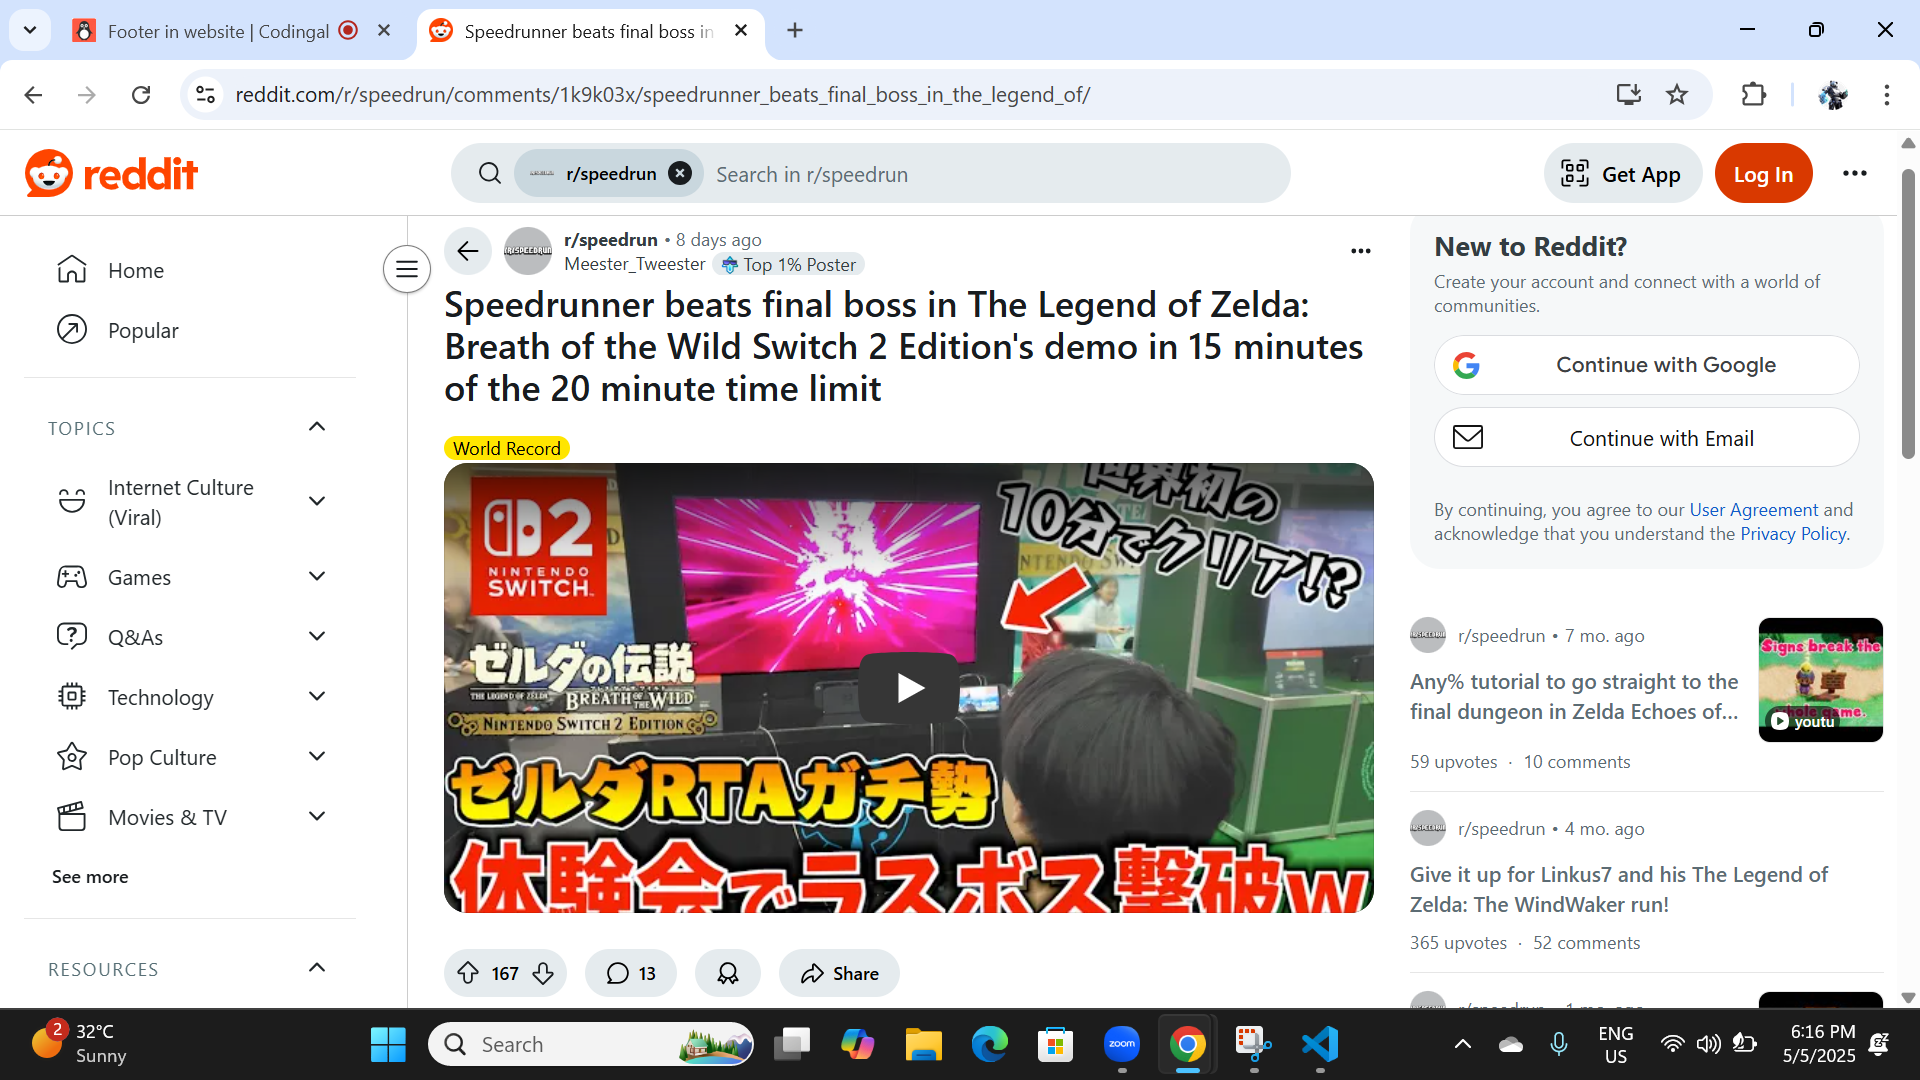 Footer in website | Codingal
Speedrunner beats final boss in
reddit.com/r/speedrun/comments/1k9k03x/speedrunner_beats_final_boss_in_the_legend_of/
reddit
r/speedrun
Search in r/speedrun
Get App
Log In
Home
Popular
TOPICS
Internet Culture
(Viral)
Games
Q&As
Technology
Pop Culture
Movies & TV
See more
RESOURCES
r/speedrun • 8 days ago
Meester_Tweester
Top 1% Poster
Speedrunner beats final boss in The Legend of Zelda:
Breath of the Wild Switch 2 Edition's demo in 15 minutes
of the 20 minute time limit
World Record
2
NINTENDO
SWITCH
世界初の
10分でクリア!?
ゼルダの伝説
THE LEGEND OF ZELDA
BREATH OF THE WILD
NINTENDO SWITCH 2 EDITION
ゼルダRTAガチ勢
体験会でラスボス撃破w
167
13
Share
New to Reddit?
Create your account and connect with a world of
communities.
Continue with Google
Continue with Email
By continuing, you agree to our User Agreement and
acknowledge that you understand the Privacy Policy.
r/speedrun • 7 mo. ago
Any% tutorial to go straight to the
final dungeon in Zelda Echoes of...
Signs break the
whole game.
youtu
59 upvotes · 10 comments
r/speedrun • 4 mo. ago
Give it up for Linkus7 and his The Legend of
Zelda: The WindWaker run!
365 upvotes · 52 comments
2
32°C
Sunny
Search
zoom
ENG
US
6:16 PM
5/5/2025